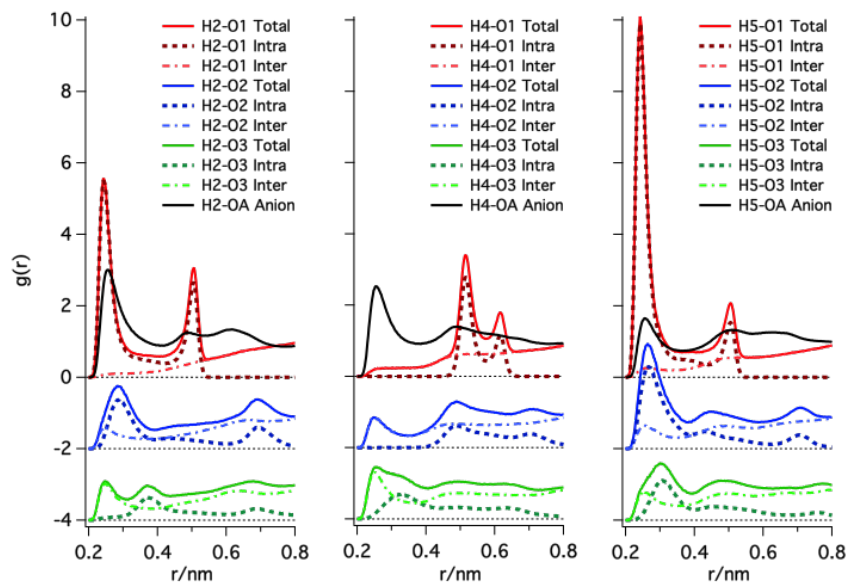 10
8
6
4
2
0
-2
-4
g(r)
H2-O1 Total
H2-O1 Intra
H2-O1 Inter
H2-O2 Total
H2-O2 Intra
H2-O2 Inter
H2-O3 Total
H2-O3 Intra
H2-O3 Inter
H2-OA Anion
0.2 0.4 0.6 0.8
r/nm
H4-O1 Total
H4-O1 Intra
H4-O1 Inter
H4-O2 Total
H4-O2 Intra
H4-O2 Inter
H4-O3 Total
H4-O3 Intra
H4-O3 Inter
H4-OA Anion
0.2 0.4 0.6 0.8
r/nm
H5-O1 Total
H5-O1 Intra
H5-O1 Inter
H5-O2 Total
H5-O2 Intra
H5-O2 Inter
H5-O3 Total
H5-O3 Intra
H5-O3 Inter
H5-OA Anion
0.2 0.4 0.6 0.8
r/nm